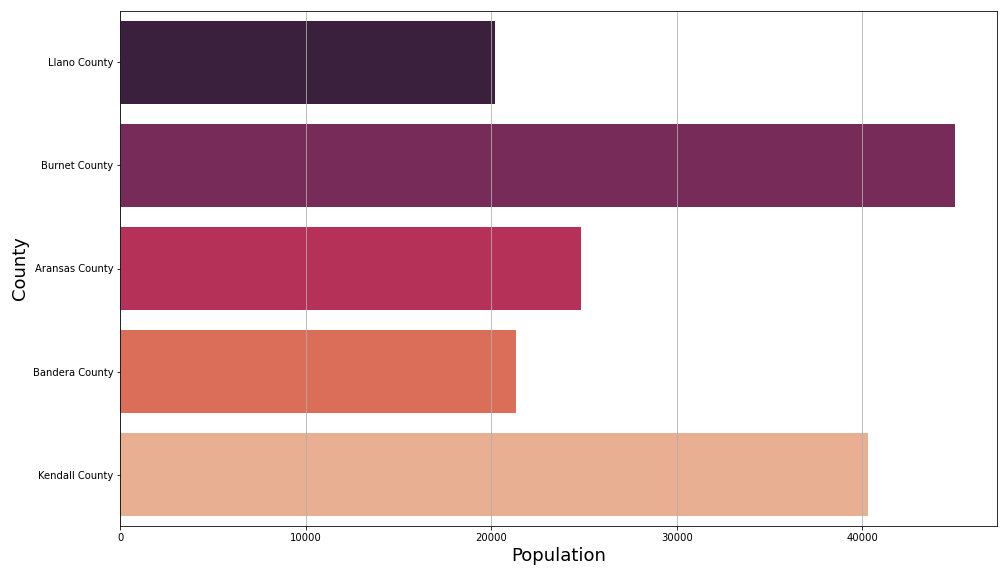 County
Llano County
Burnet County
Aransas County
Bandera County
Kendall County
0 10000 20000 30000 40000
Population